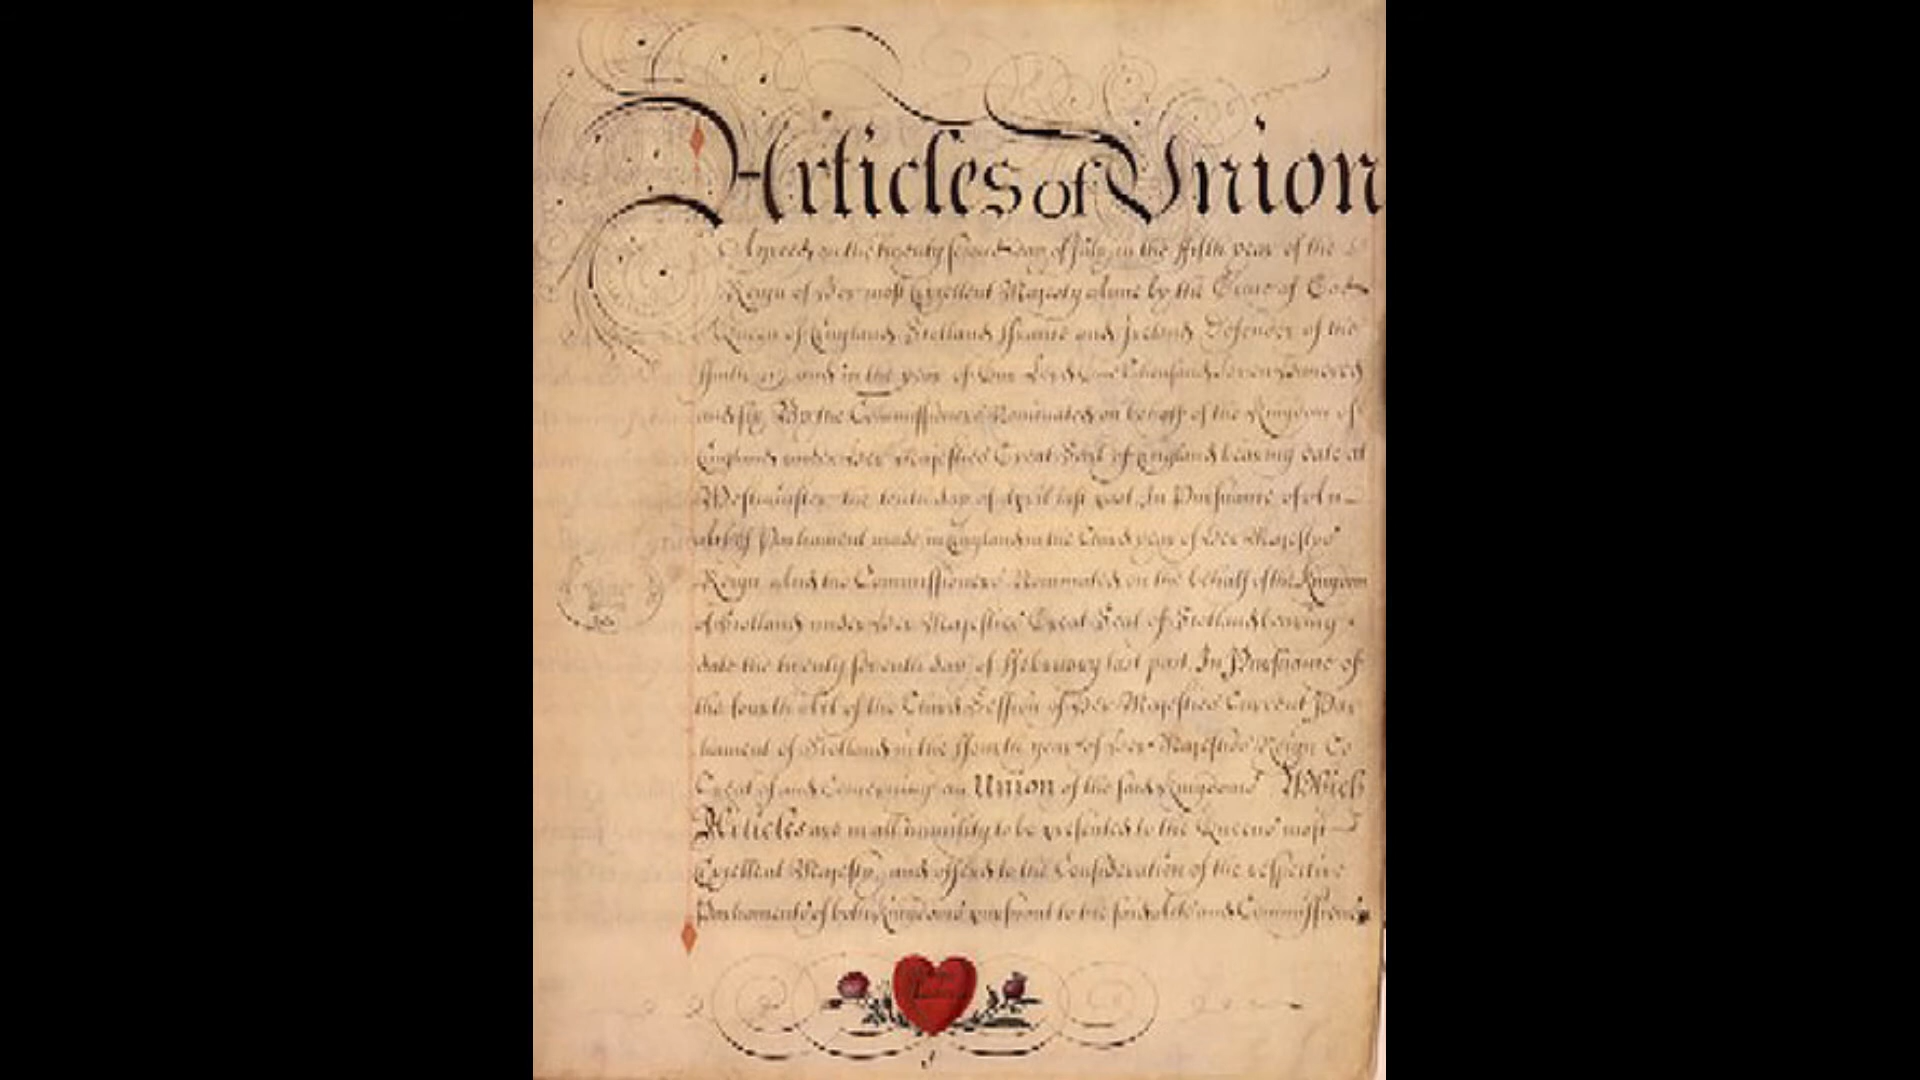 Articles of Union
Agreed on the twenty second day of July in the ffifth year of the
Reign of Her most Excellent Majesty Anne by the Grace of God
Queen of England Scotland ffrance and Ireland Defender of the
ffaith &c and in the year of Our Lord One thousand Seven Hundred
and six By the Commissioners Nominated on behalf of the Kingdom of
England under Her Majesties Great Seal of England bearing date at
Westminster the tenth day of April last past In Pursuance of An
Act of Parliament made in England in the third year of Her Majestys
Reign And the Commissioners Nominated on the behalf of the Kingdom
of Scotland under Her Majesties Great Seal of Scotland bearing
date the twenty seventh day of ffebruary last past In Pursuance of
the fourth Act of the third Session of Her Majesties Current Par
liament of Scotland in the ffourth year of Her Majesties Reign to
treat of and Concerning an Union of the said Kingdoms Which
Articles are in all humility to be presented to the Queens most
Excellent Majesty and offered to the Consideration of the respective
Parliaments of both Kingdoms pursuant to the said Acts and Commissions